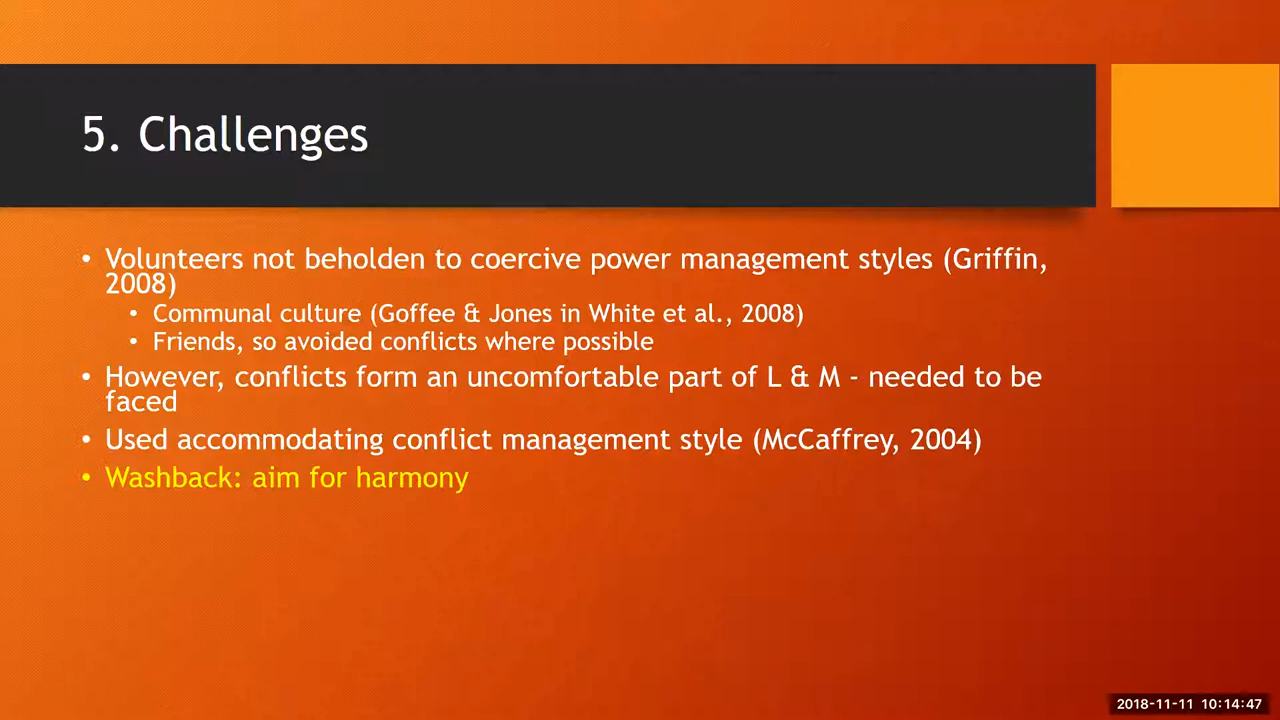 5. Challenges
• Volunteers not beholden to coercive power management styles (Griffin,
2008)
• Communal culture (Goffee & Jones in White et al., 2008)
• Friends, so avoided conflicts where possible
• However, conflicts form an uncomfortable part of L & M - needed to be
faced
• Used accommodating conflict management style (McCaffrey, 2004)
• Washback: aim for harmony
2018-11-11 10:14:47